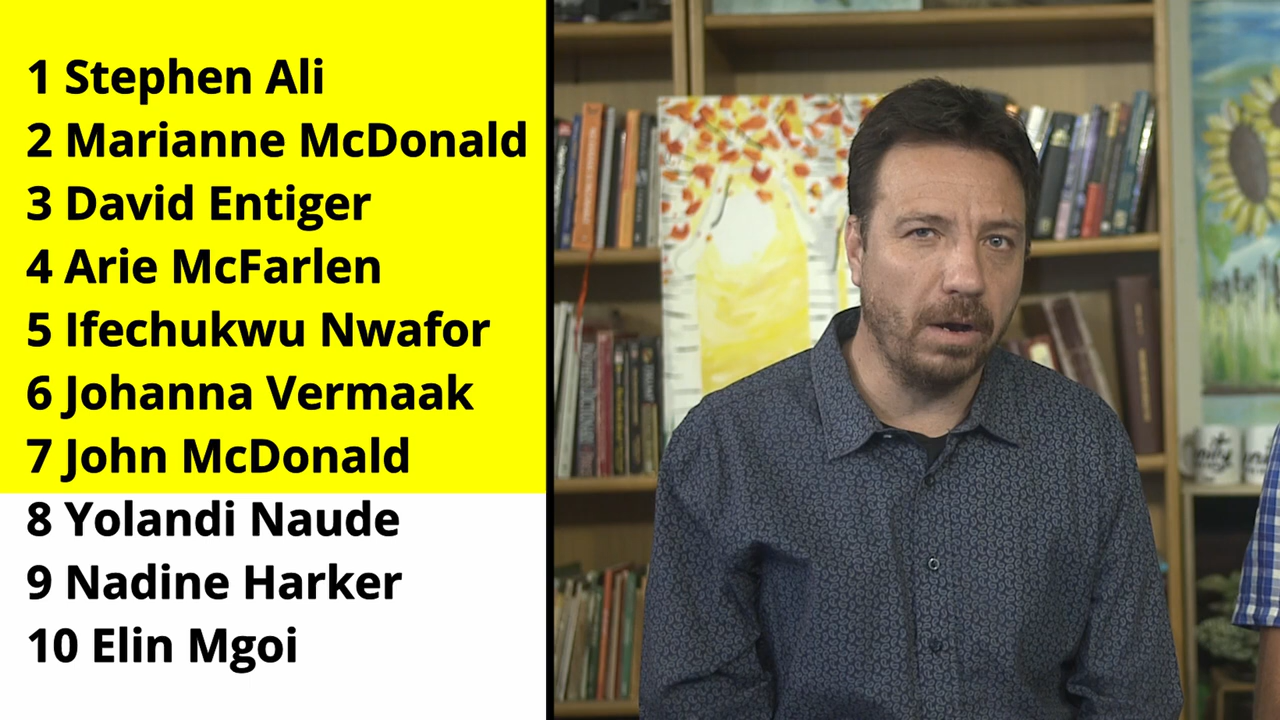 1 Stephen Ali
2 Marianne McDonald
3 David Entiger
4 Arie McFarlen
5 Ifechukwu Nwafor
6 Johanna Vermaak
7 John McDonald
8 Yolandi Naude
9 Nadine Harker
10 Elin Mgoi